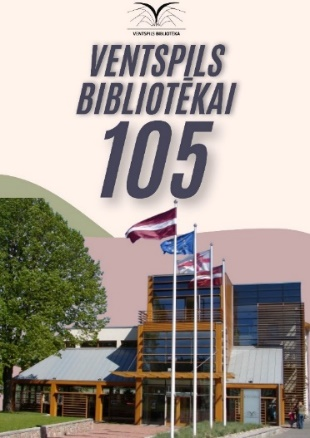 VENTSPILS BIBLIOTĒKA
VENTSPILS
BIBLIOTĒKAI
105